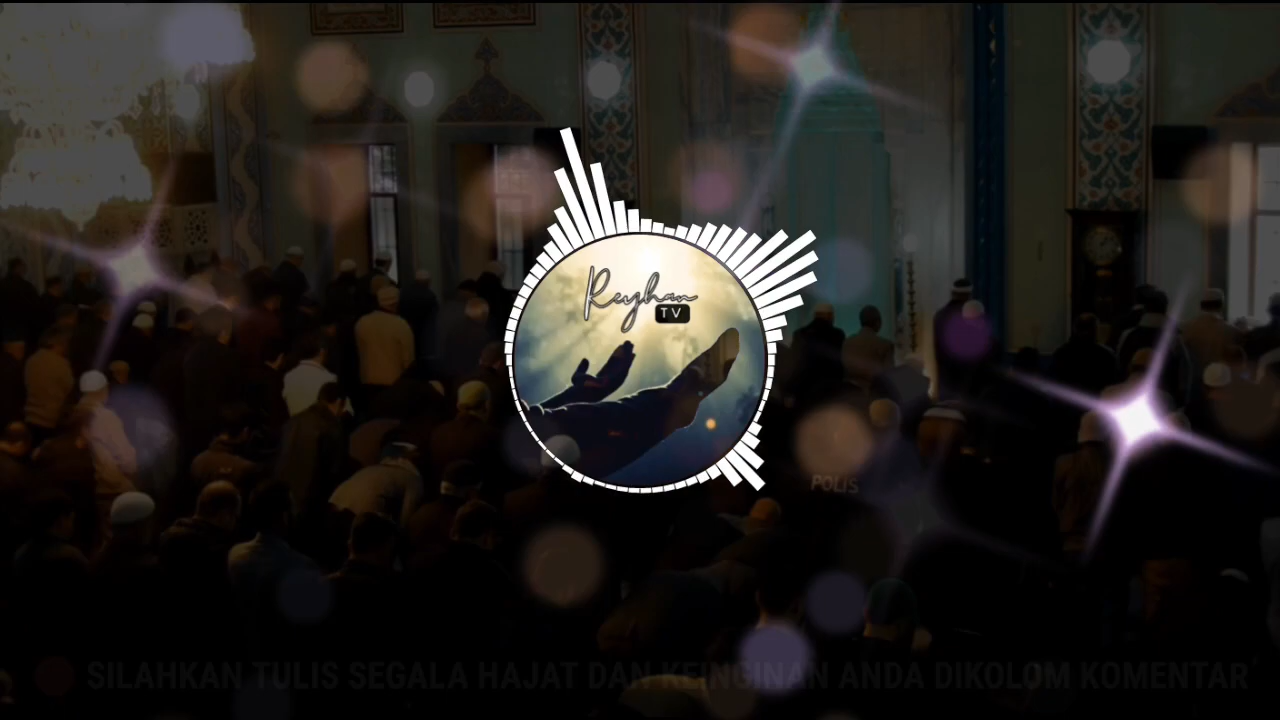 Reyhan
TV
POLIS
SILAHKAN TULIS SEGALA HAJAT DAN KEINGINAN ANDA DIKOLOM KOMENTAR